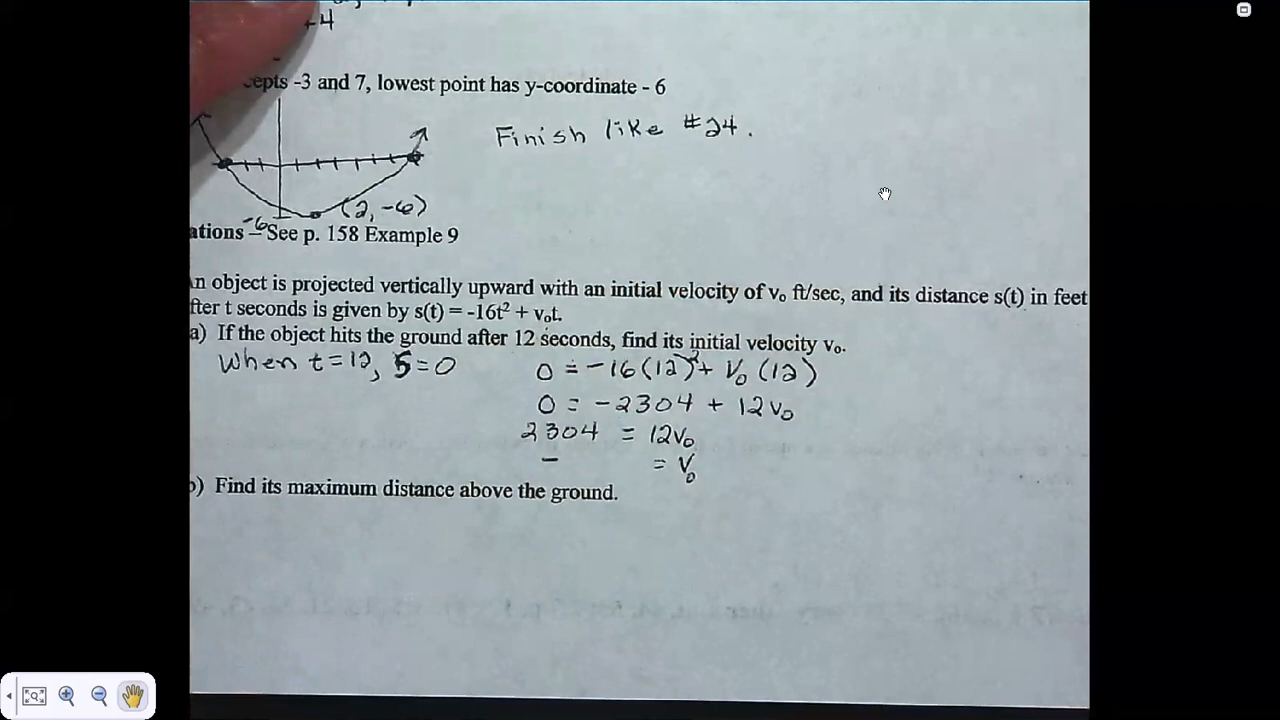 +4
cepts -3 and 7, lowest point has y-coordinate - 6
Finish like #24.
(2, -6)
-6
ations - See p. 158 Example 9
n object is projected vertically upward with an initial velocity of v₀ ft/sec, and its distance s(t) in feet
fter t seconds is given by s(t) = -16t² + v₀t.
a) If the object hits the ground after 12 seconds, find its initial velocity v₀.
When t=12, S=0
0 = -16(12)² + V₀(12)
0 = -2304 + 12v₀
2304 = 12v₀
- = V₀
b) Find its maximum distance above the ground.